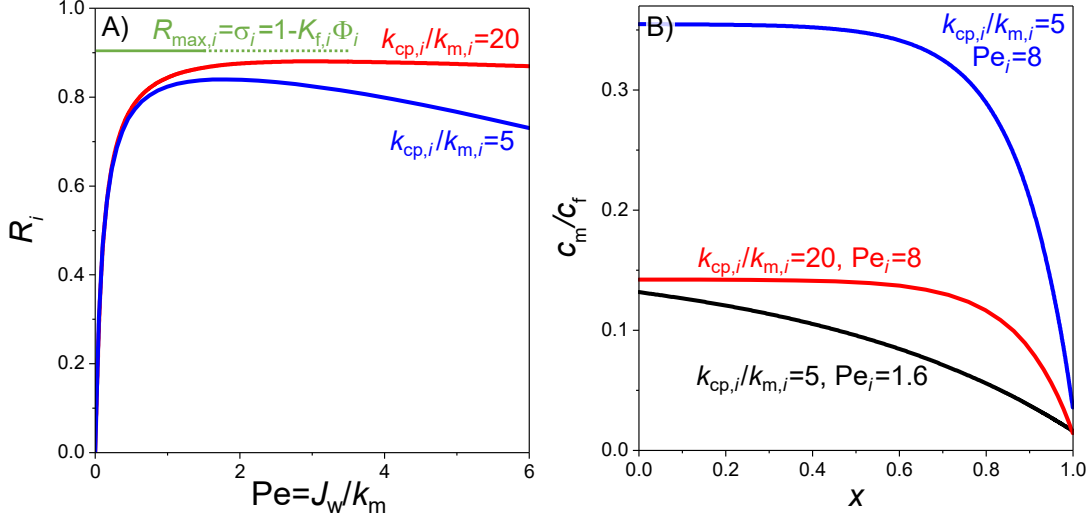 A)
R_max,i=σ_i=1-K_f,iΦ_i
k_cp,i/k_m,i=20
k_cp,i/k_m,i=5
1.0
0.8
0.6
0.4
0.2
0.0
R_i
0 2 4 6
Pe=J_w/k_m
B)
k_cp,i/k_m,i=5
Pe_i=8
k_cp,i/k_m,i=20, Pe_i=8
k_cp,i/k_m,i=5, Pe_i=1.6
0.3
0.2
0.1
0.0
c_m/c_f
0.0 0.2 0.4 0.6 0.8 1.0
x